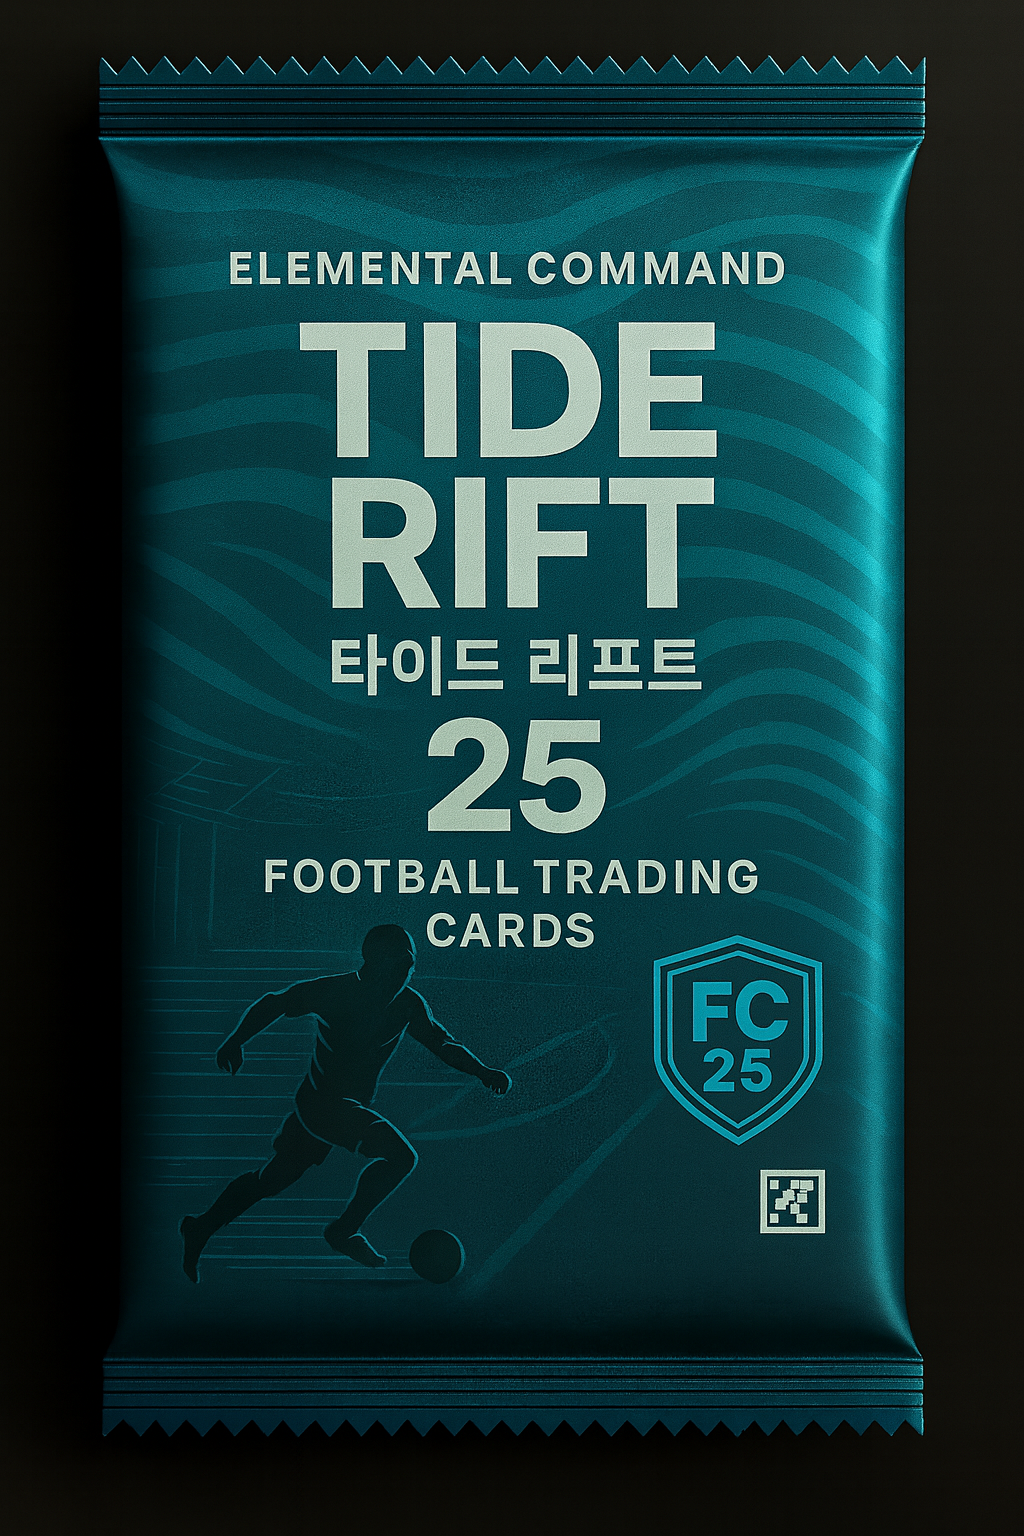 ELEMENTAL COMMAND
TIDE
RIFT
타이드 리프트
25
FOOTBALL TRADING
CARDS
FC
25